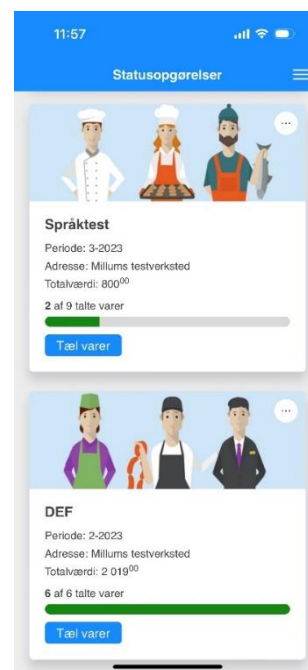 11:57
Statusopgørelser
Språktest
Periode: 3-2023
Adresse: Millums testverksted
Totalværdi: 800⁰⁰
2 af 9 talte varer
Tæl varer
DEF
Periode: 2-2023
Adresse: Millums testverksted
Totalværdi: 2 019⁰⁰
6 af 6 talte varer
Tæl varer